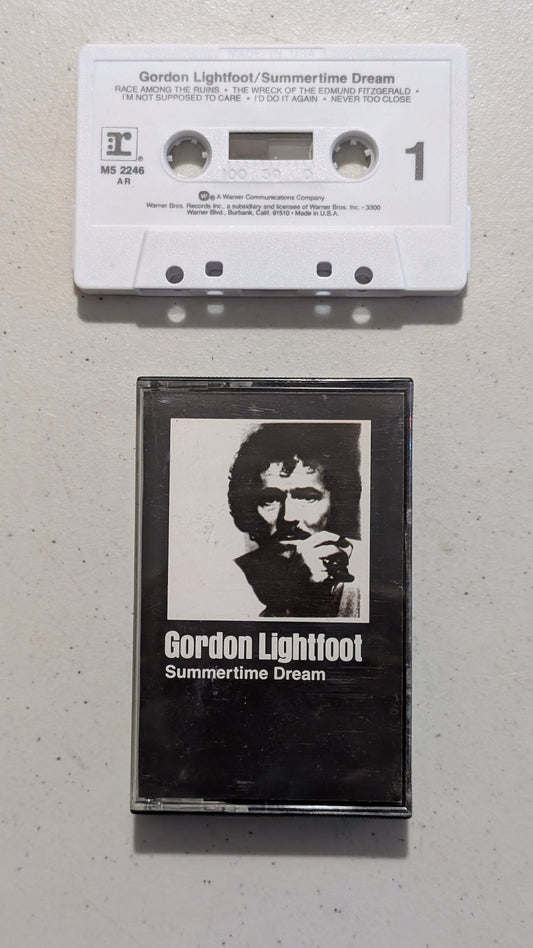 MADE IN USA
Gordon Lightfoot/Summertime Dream
RACE AMONG THE RUINS • THE WRECK OF THE EDMUND FITZGERALD •
I'M NOT SUPPOSED TO CARE • I'D DO IT AGAIN • NEVER TOO CLOSE
r®
M5 2246
AR
1
100 50 0
W® A Warner Communications Company
Warner Bros. Records Inc., a subsidiary and licensee of Warner Bros. Inc. • 3300
Warner Blvd., Burbank, Calif. 91510 • Made in U.S.A.
Gordon Lightfoot
Summertime Dream